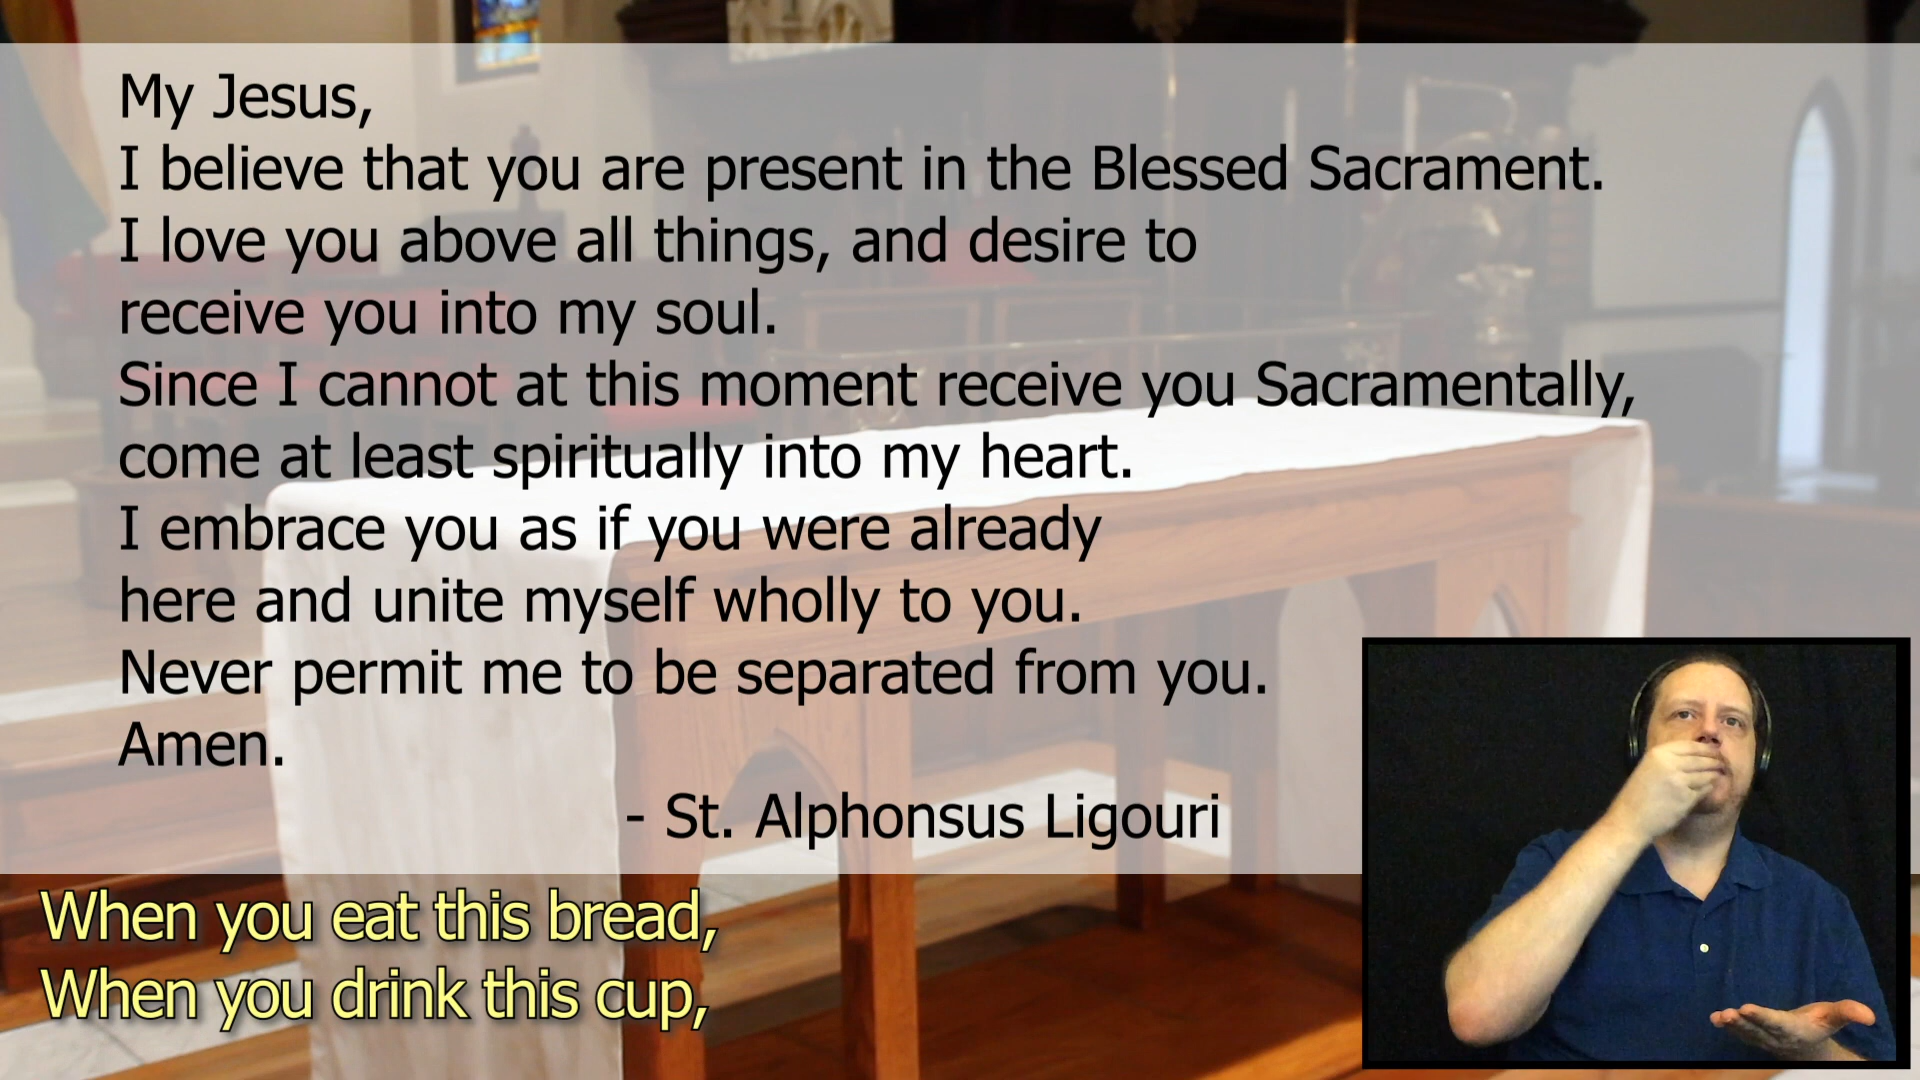 My Jesus,
I believe that you are present in the Blessed Sacrament.
I love you above all things, and desire to
receive you into my soul.
Since I cannot at this moment receive you Sacramentally,
come at least spiritually into my heart.
I embrace you as if you were already
here and unite myself wholly to you.
Never permit me to be separated from you.
Amen.
- St. Alphonsus Ligouri
When you eat this bread,
When you drink this cup,